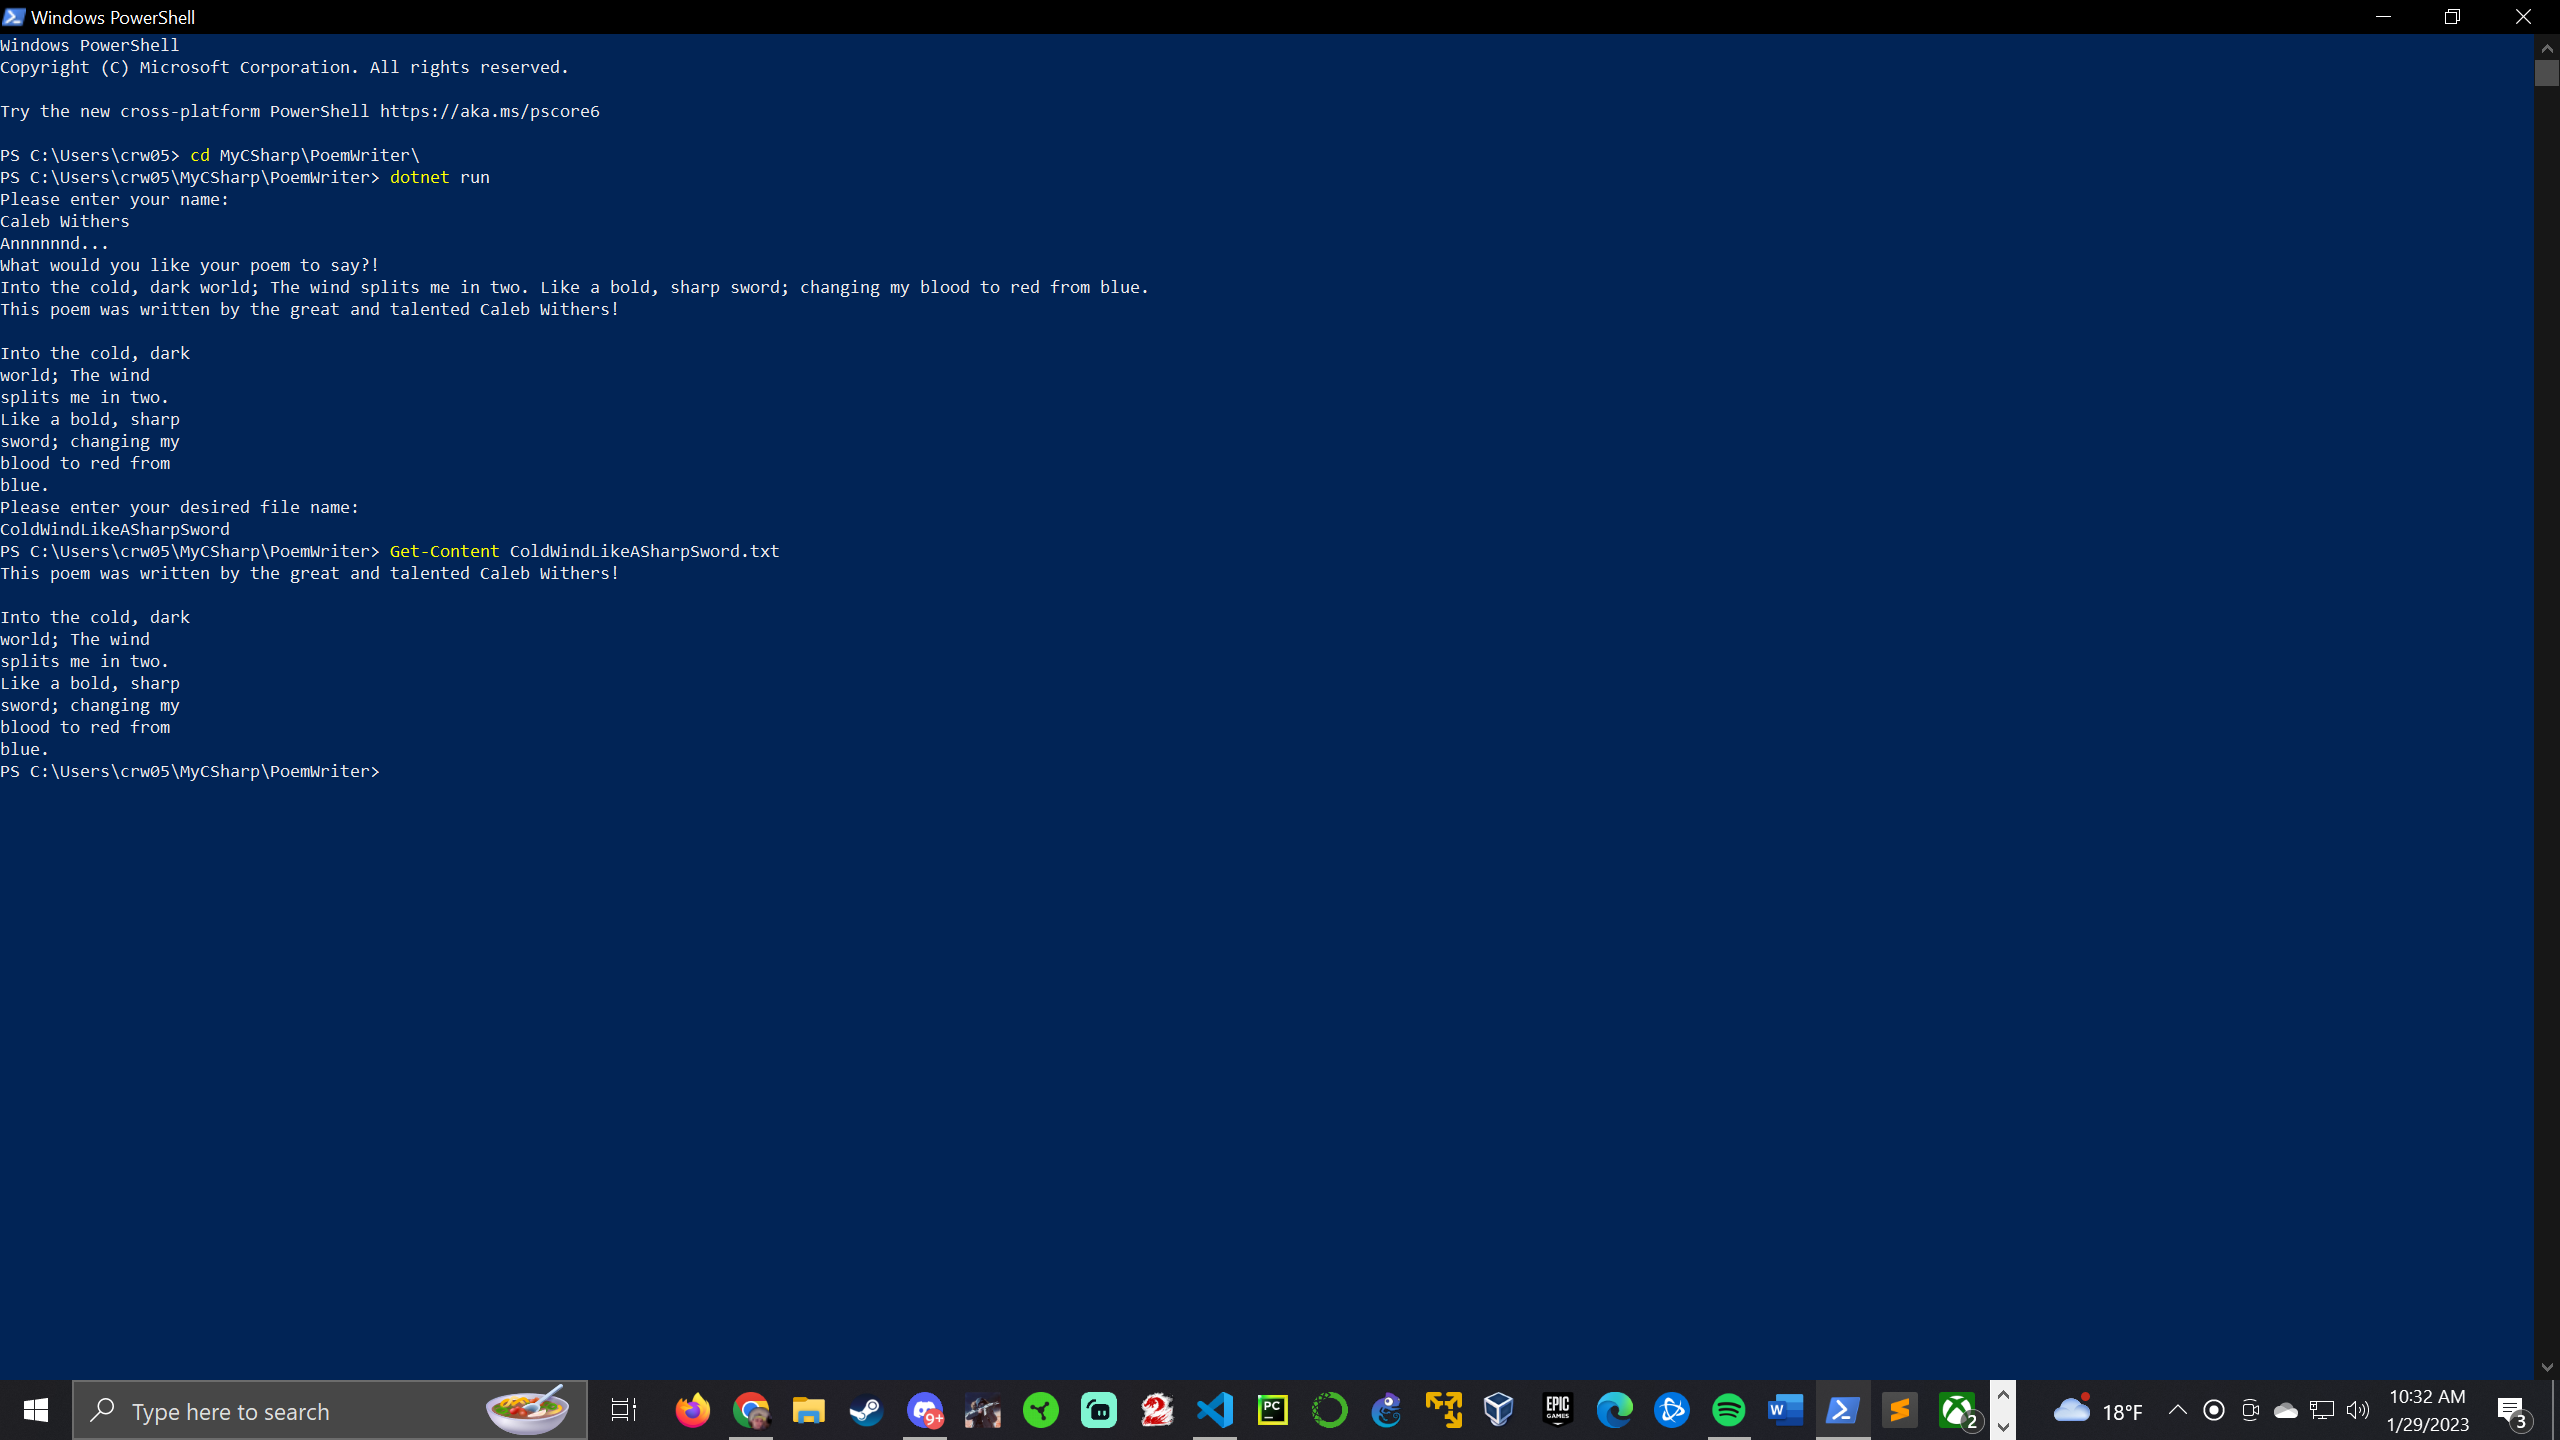 Windows PowerShell
Windows PowerShell
Copyright (C) Microsoft Corporation. All rights reserved.
Try the new cross-platform PowerShell https://aka.ms/pscore6
PS C:\Users\crw05> cd MyCSharp\PoemWriter\
PS C:\Users\crw05\MyCSharp\PoemWriter> dotnet run
Please enter your name:
Caleb Withers
Annnnnnd...
What would you like your poem to say?!
Into the cold, dark world; The wind splits me in two. Like a bold, sharp sword; changing my blood to red from blue.
This poem was written by the great and talented Caleb Withers!
Into the cold, dark
world; The wind
splits me in two.
Like a bold, sharp
sword; changing my
blood to red from
blue.
Please enter your desired file name:
ColdWindLikeASharpSword
PS C:\Users\crw05\MyCSharp\PoemWriter> Get-Content ColdWindLikeASharpSword.txt
This poem was written by the great and talented Caleb Withers!
Into the cold, dark
world; The wind
splits me in two.
Like a bold, sharp
sword; changing my
blood to red from
blue.
PS C:\Users\crw05\MyCSharp\PoemWriter>
Type here to search
9+
PC
EPIC GAMES
W
2
18°F
10:32 AM
1/29/2023
3